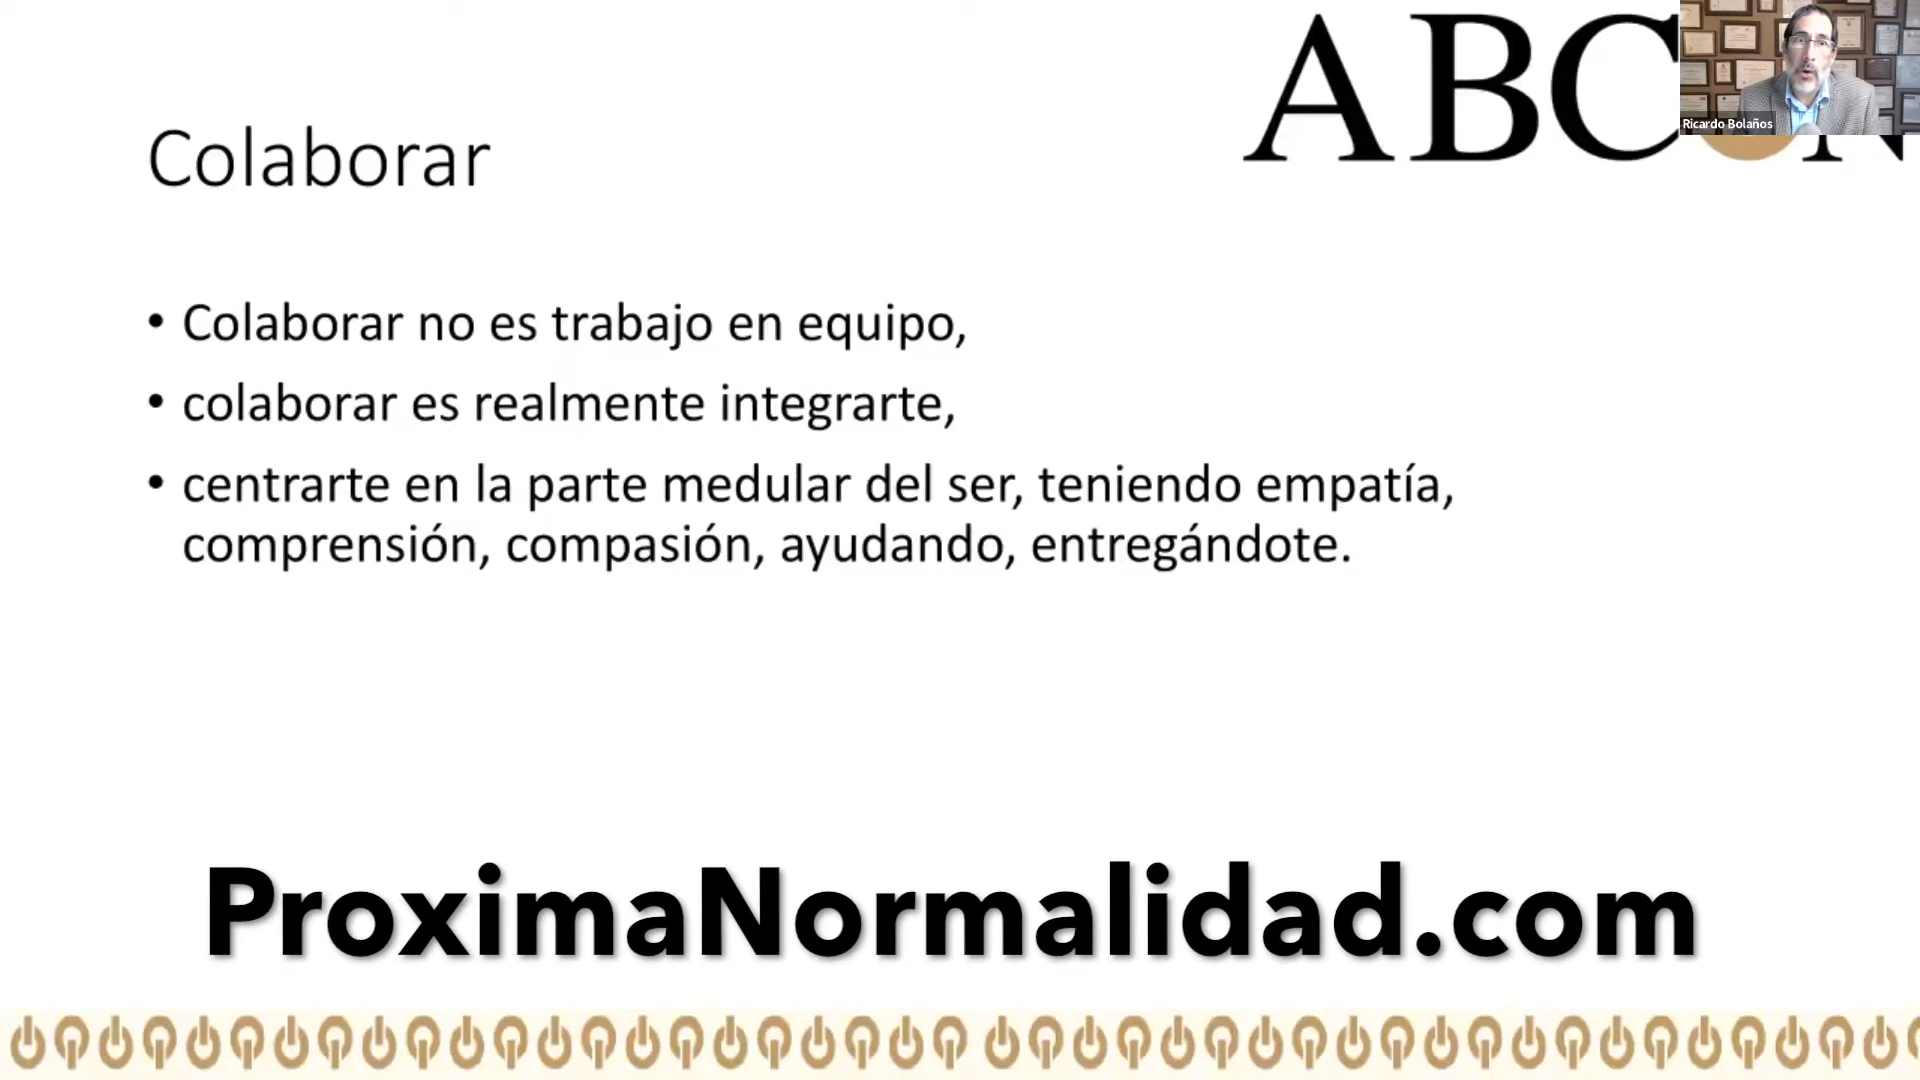 ABC N
Ricardo Bolaños
Colaborar
• Colaborar no es trabajo en equipo,
• colaborar es realmente integrarte,
• centrarte en la parte medular del ser, teniendo empatía,
comprensión, compasión, ayudando, entregándote.
ProximaNormalidad.com